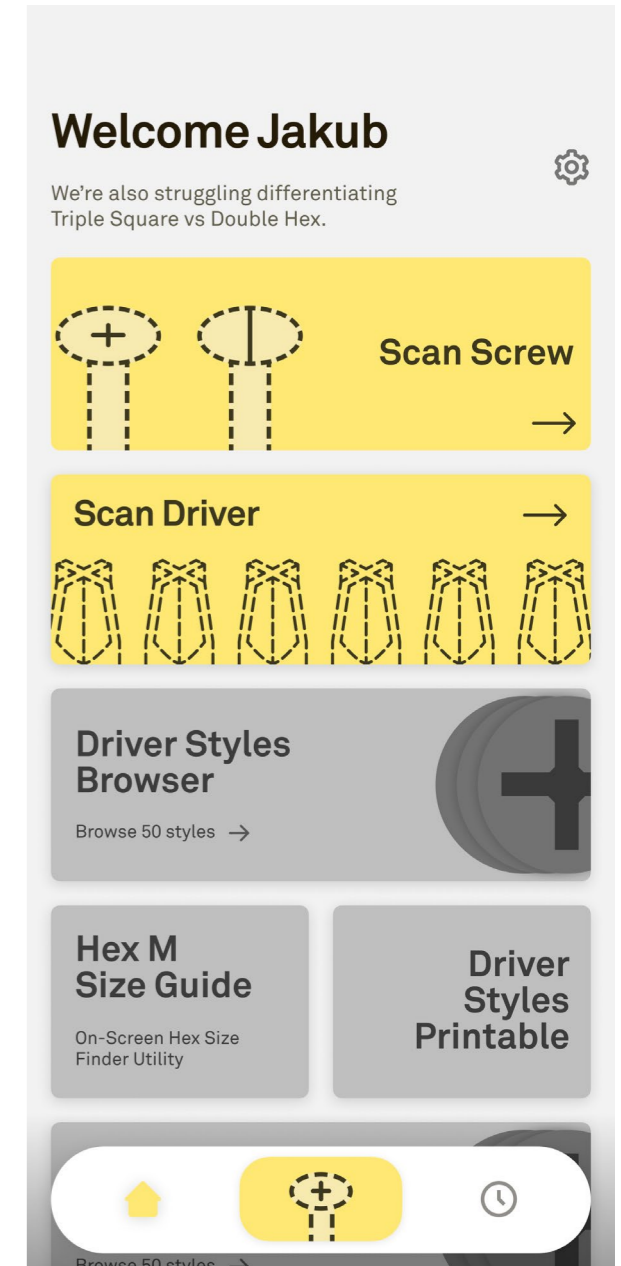 Welcome Jakub
We’re also struggling differentiating
Triple Square vs Double Hex.
Scan Screw
Scan Driver
Driver Styles
Browser
Browse 50 styles
Hex M
Size Guide
On-Screen Hex Size
Finder Utility
Driver
Styles
Printable
Browse 50 styles